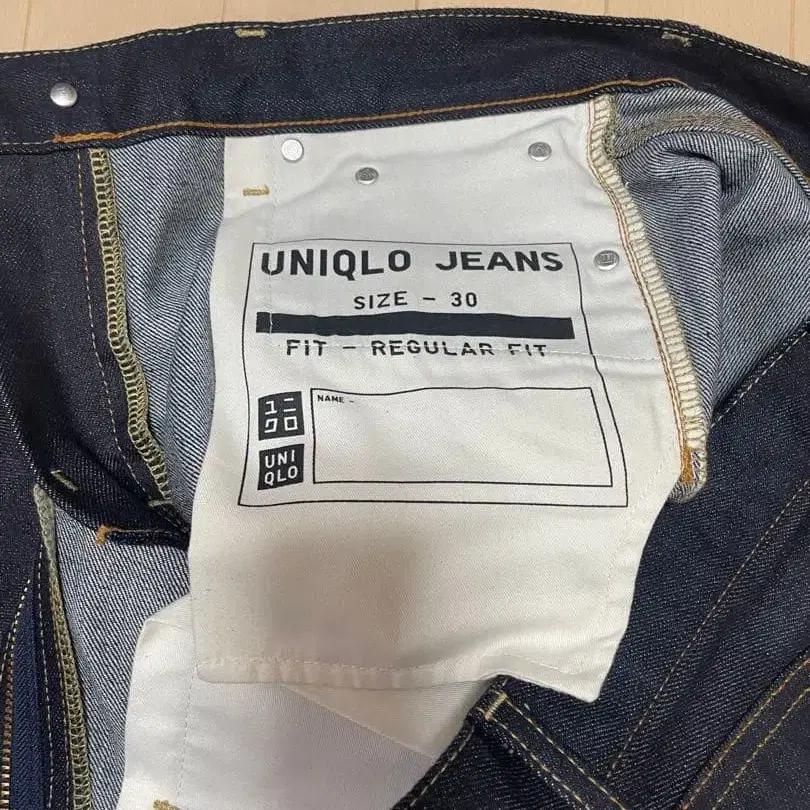 UNIQLO JEANS
SIZE - 30
FIT - REGULAR FIT
NAME -
ユニ
クロ
UNI
QLO